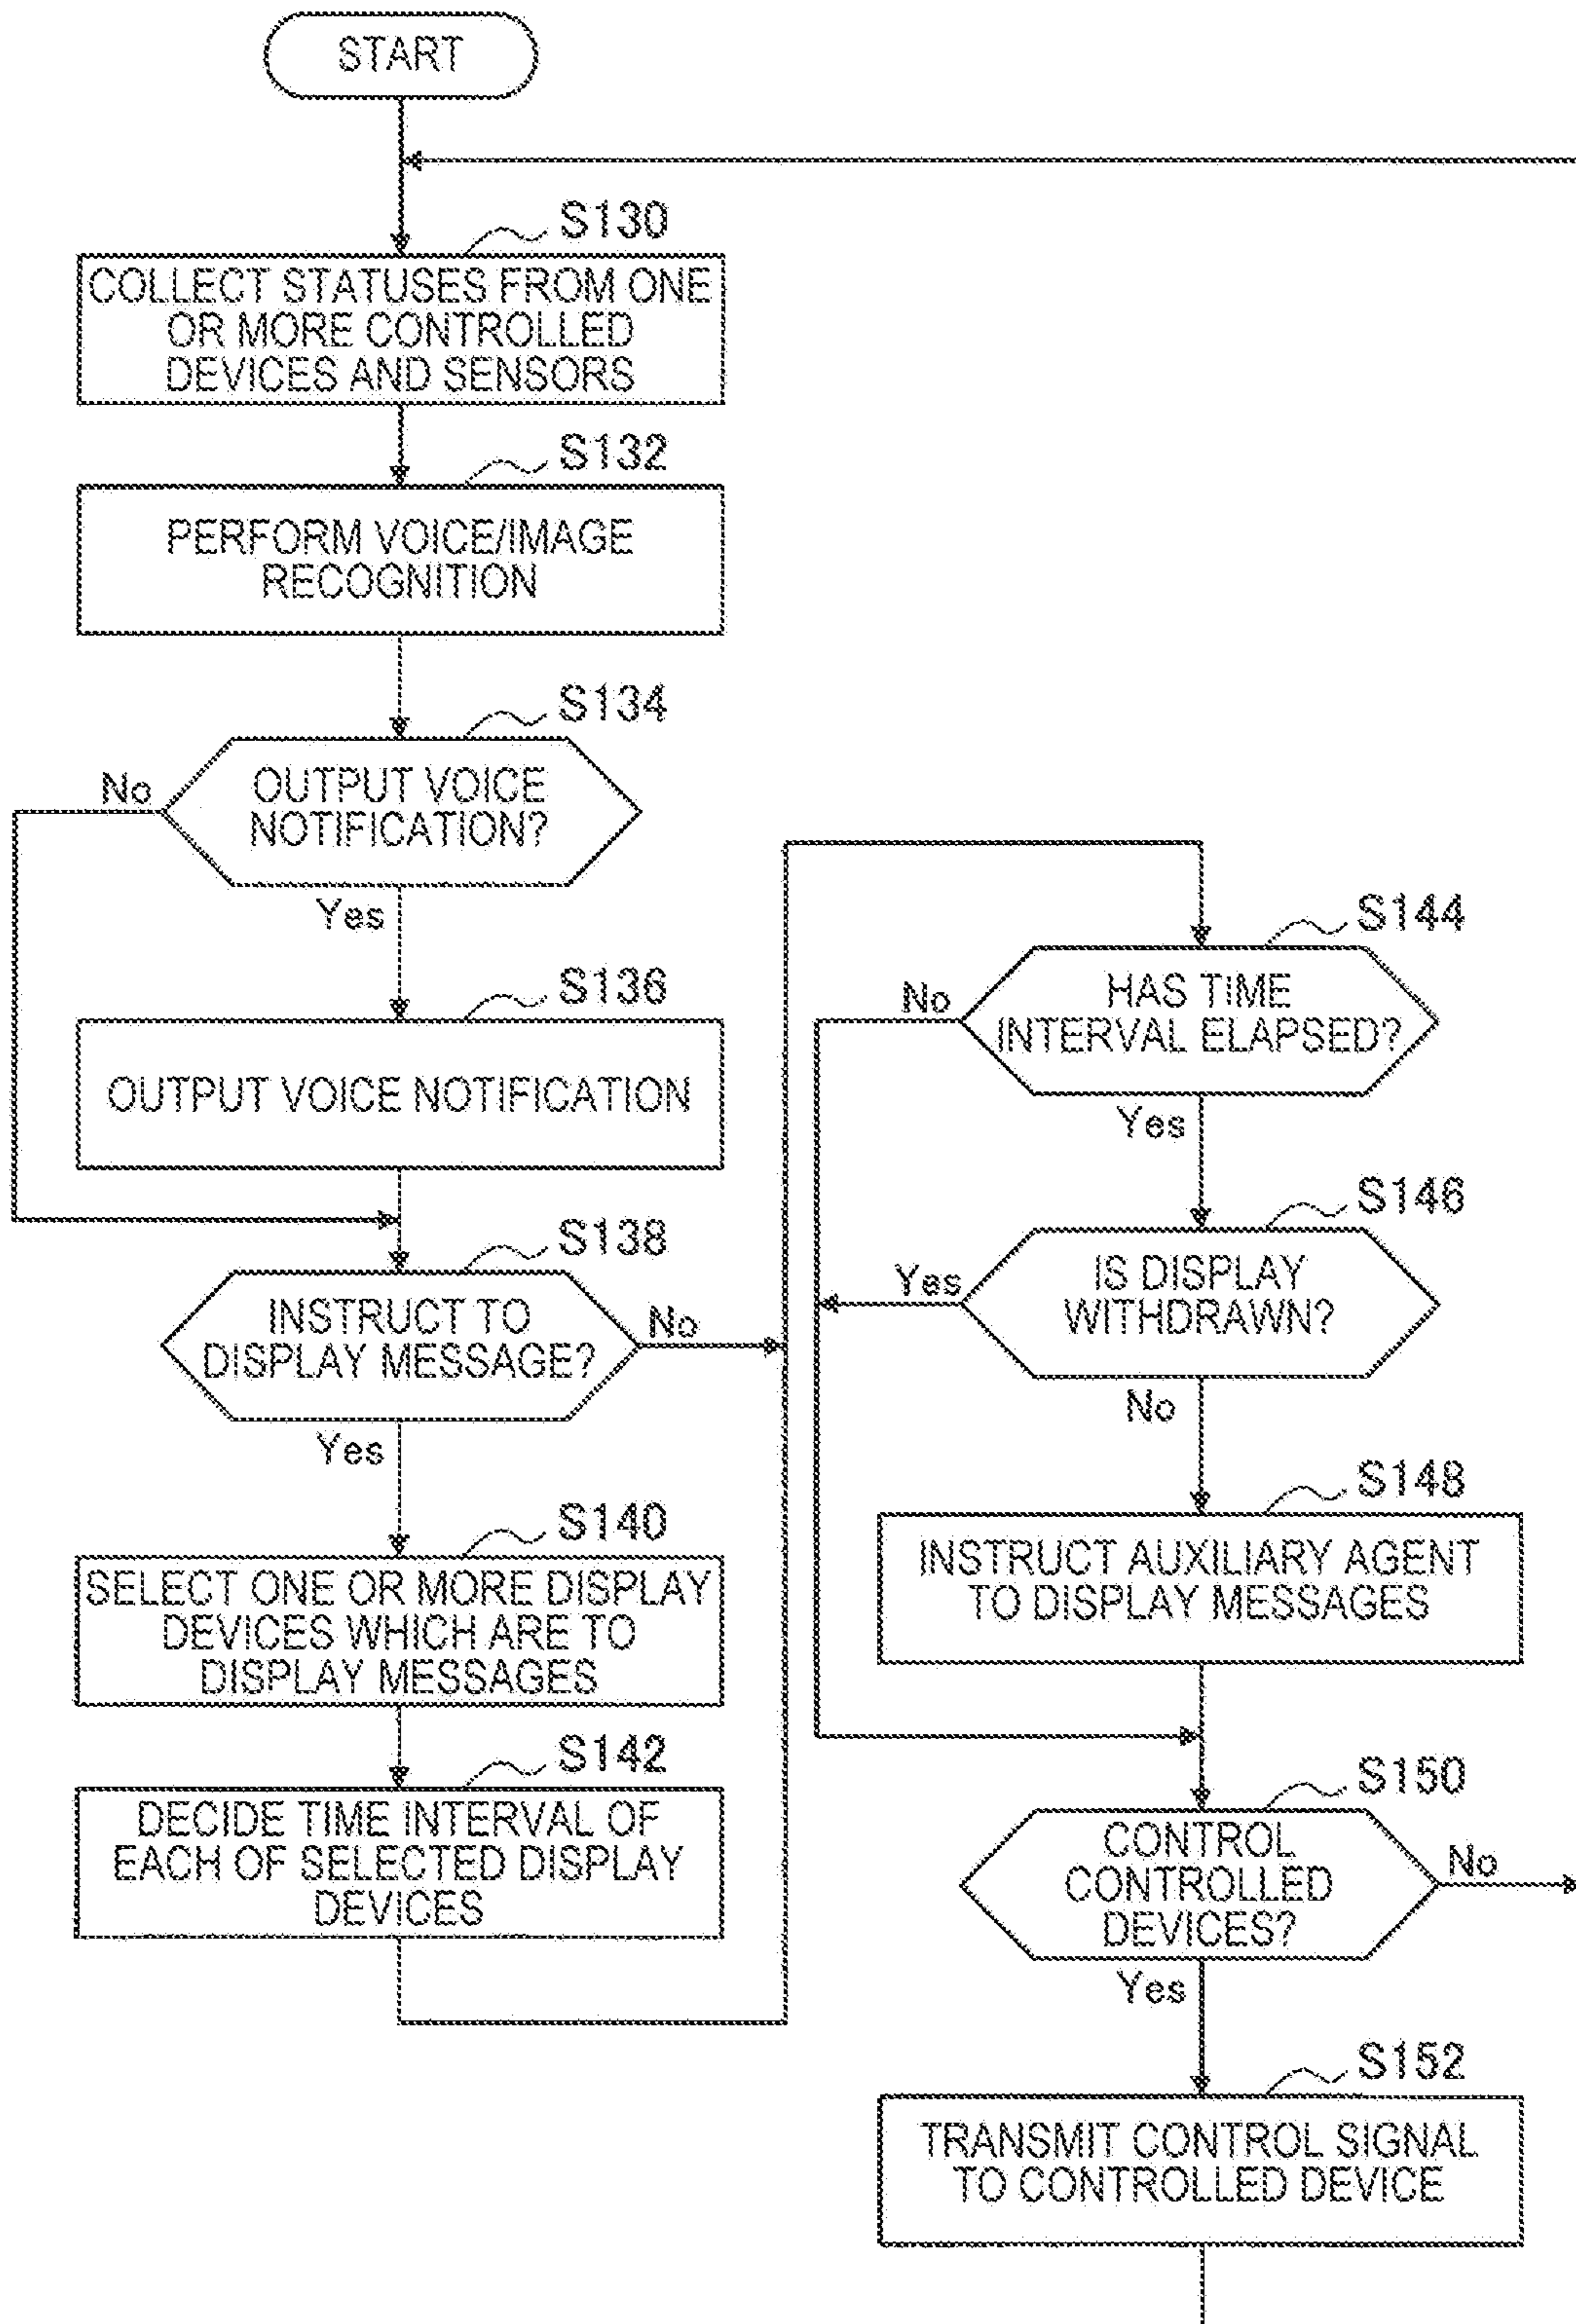 START
S130
COLLECT STATUSES FROM ONE
OR MORE CONTROLLED
DEVICES AND SENSORS
S132
PERFORM VOICE/IMAGE
RECOGNITION
S134
OUTPUT VOICE
NOTIFICATION?
No
Yes
S136
OUTPUT VOICE NOTIFICATION
S138
INSTRUCT TO
DISPLAY MESSAGE?
No
Yes
S140
SELECT ONE OR MORE DISPLAY
DEVICES WHICH ARE TO
DISPLAY MESSAGES
S142
DECIDE TIME INTERVAL OF
EACH OF SELECTED DISPLAY
DEVICES
S144
HAS TIME
INTERVAL ELAPSED?
No
Yes
S146
IS DISPLAY
WITHDRAWN?
Yes
No
S148
INSTRUCT AUXILIARY AGENT
TO DISPLAY MESSAGES
S150
CONTROL
CONTROLLED
DEVICES?
No
Yes
S152
TRANSMIT CONTROL SIGNAL
TO CONTROLLED DEVICE